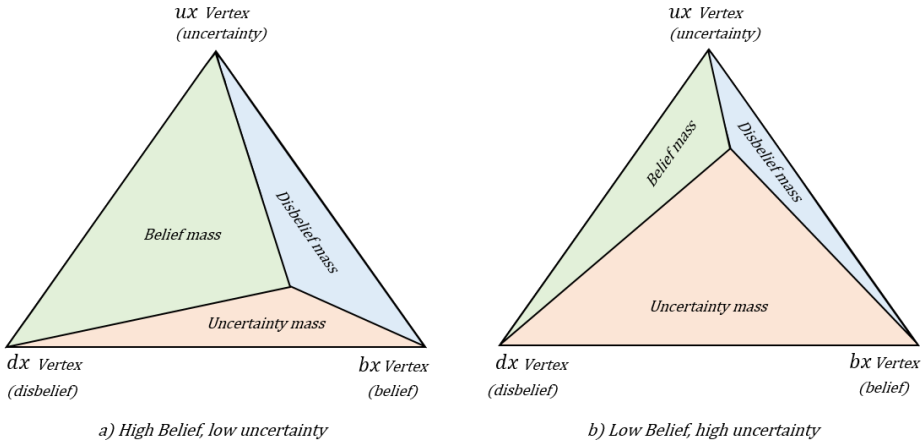 ux Vertex
(uncertainty)
Belief mass
Disbelief mass
Uncertainty mass
dx Vertex
(disbelief)
bx Vertex
(belief)
a) High Belief, low uncertainty
ux Vertex
(uncertainty)
Belief mass
Disbelief mass
Uncertainty mass
dx Vertex
(disbelief)
bx Vertex
(belief)
b) Low Belief, high uncertainty